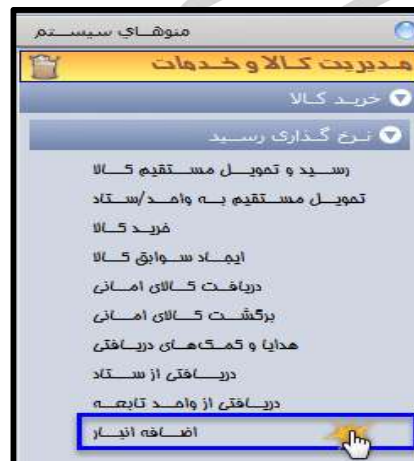 منوهای سیستم
مدیریت کالا و خدمات
خرید کالا
نرخ گذاری رسید
رسید و تحویل مستقیم کالا
تحویل مستقیم به واحد/ستاد
خرید کالا
ایجاد سوابق کالا
دریافت کالای امانی
برگشت کالای امانی
هدایا و کمک‌های دریافتی
دریافتی از ستاد
دریافتی از واحد تابعه
اضافه انبار